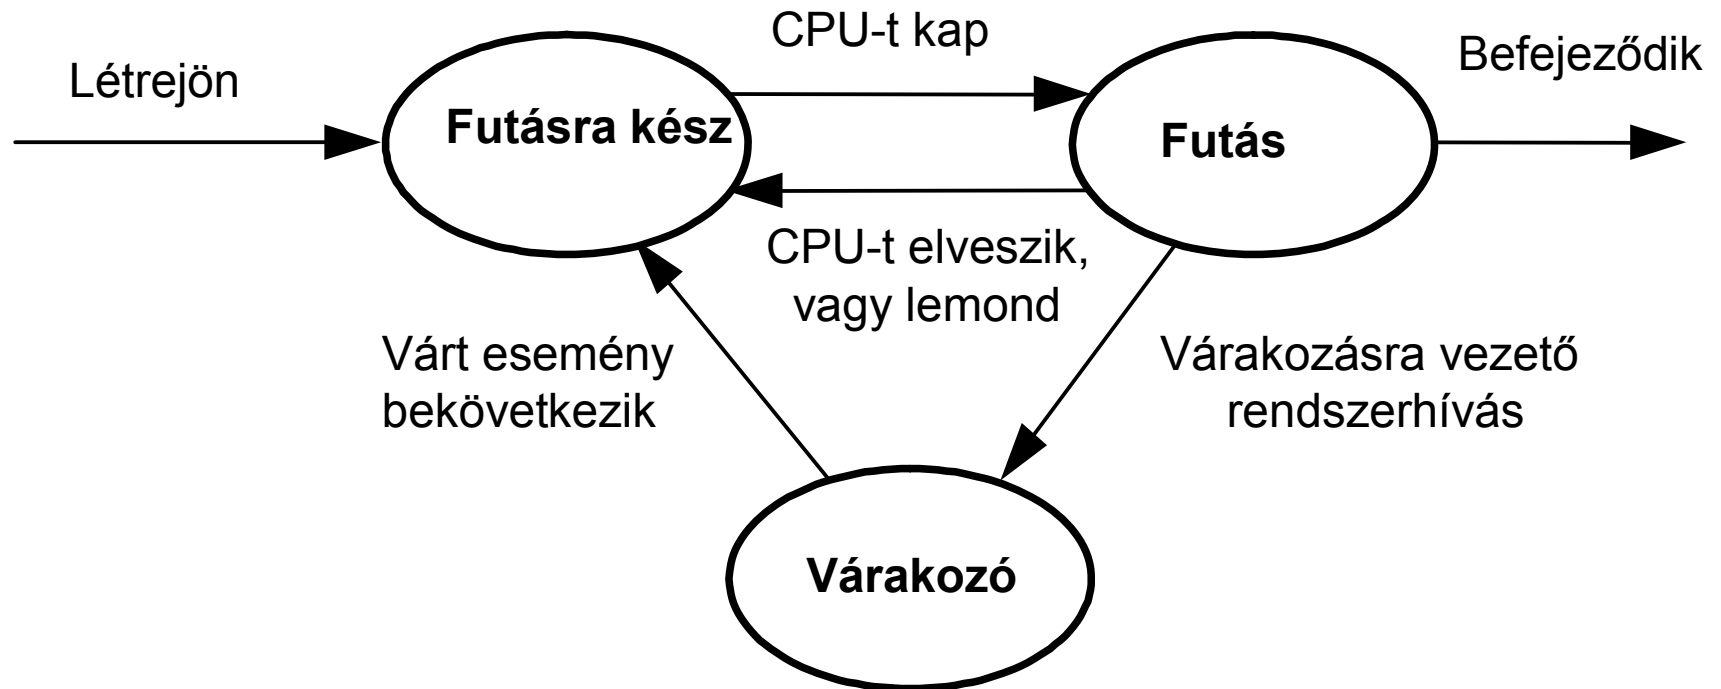 CPU-t kap
Befejeződik
Létrejön
Futásra kész
Futás
CPU-t elveszik,
vagy lemond
Várt esemény
bekövetkezik
Várakozásra vezető
rendszerhívás
Várakozó